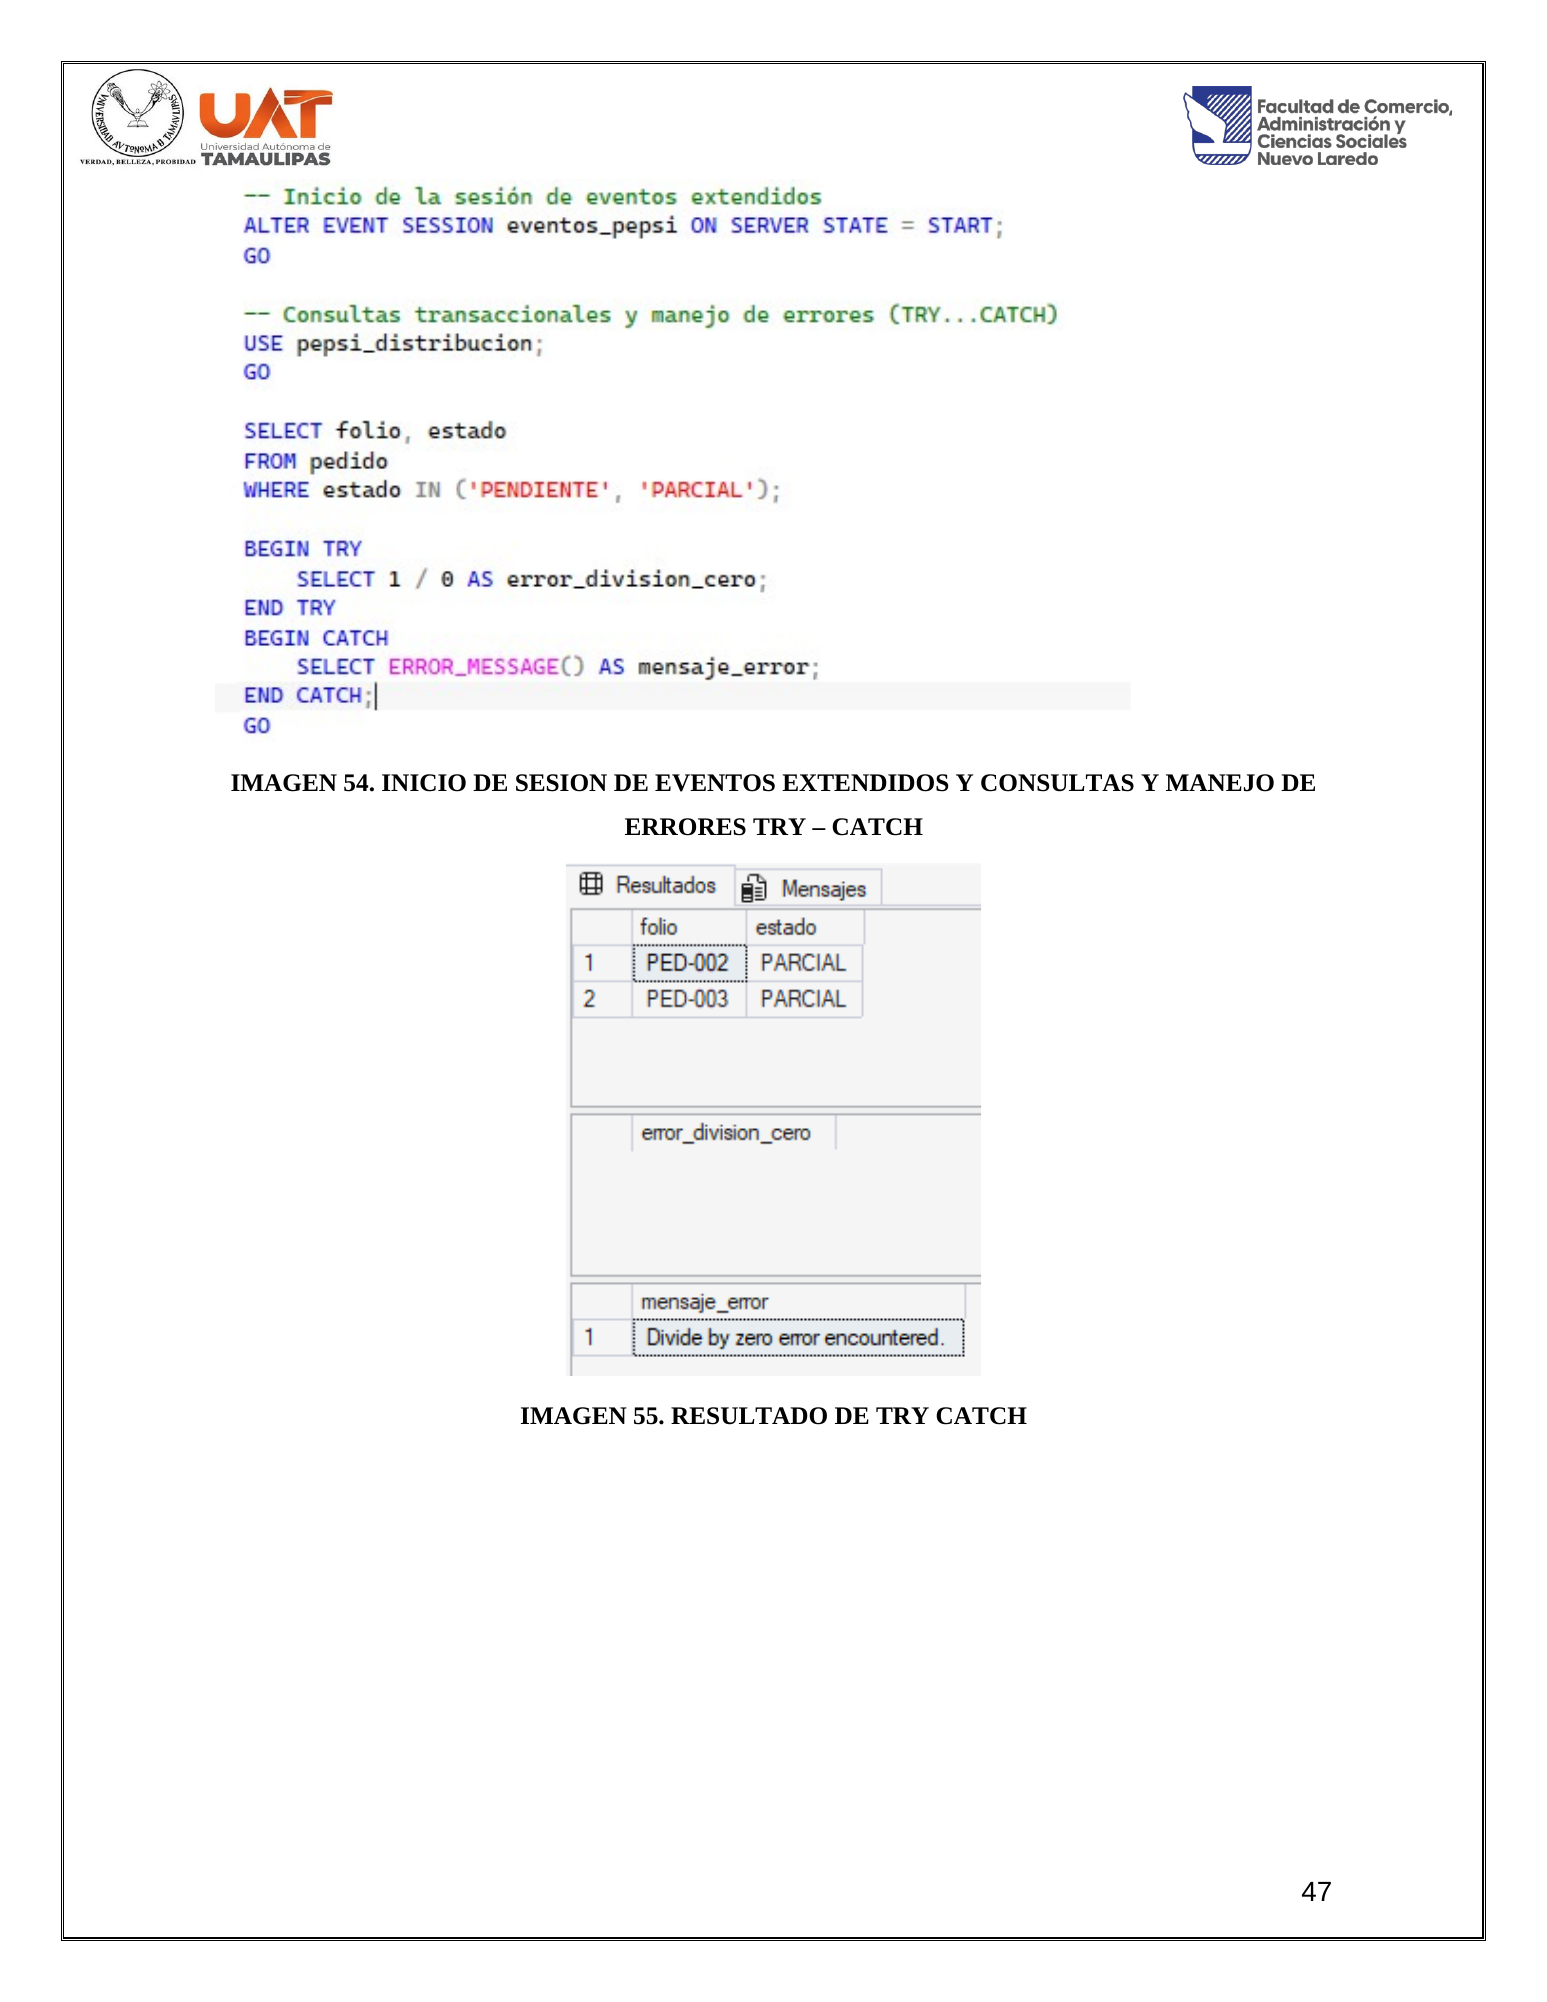 VNIVERSIDAD AVTONOMA D TAMAVLIPAS
VERDAD, BELLEZA, PROBIDAD
UAT
Universidad Autónoma de
TAMAULIPAS
Facultad de Comercio,
Administración y
Ciencias Sociales
Nuevo Laredo
-- Inicio de la sesión de eventos extendidos
ALTER EVENT SESSION eventos_pepsi ON SERVER STATE = START;
GO
-- Consultas transaccionales y manejo de errores (TRY...CATCH)
USE pepsi_distribucion;
GO
SELECT folio, estado
FROM pedido
WHERE estado IN ('PENDIENTE', 'PARCIAL');
BEGIN TRY
    SELECT 1 / 0 AS error_division_cero;
END TRY
BEGIN CATCH
    SELECT ERROR_MESSAGE() AS mensaje_error;
END CATCH;
GO
IMAGEN 54. INICIO DE SESION DE EVENTOS EXTENDIDOS Y CONSULTAS Y MANEJO DE
ERRORES TRY – CATCH
Resultados Mensajes
folio estado
1 PED-002 PARCIAL
2 PED-003 PARCIAL
error_division_cero
mensaje_error
1 Divide by zero error encountered.
IMAGEN 55. RESULTADO DE TRY CATCH
47